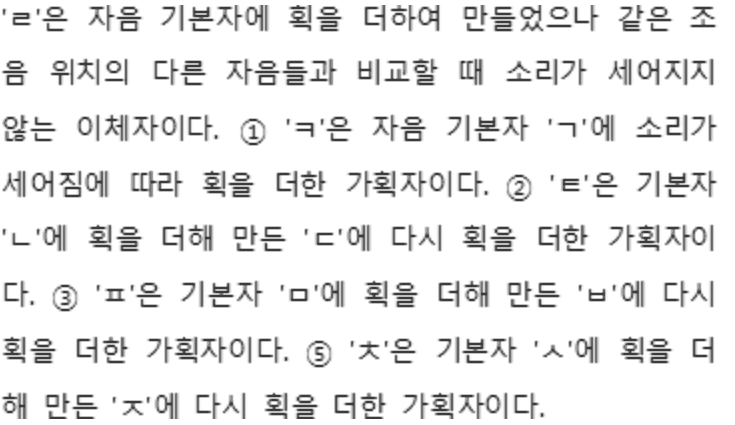 'ㄹ'은 자음 기본자에 획을 더하여 만들었으나 같은 조
음 위치의 다른 자음들과 비교할 때 소리가 세어지지
않는 이체자이다. ① 'ㅋ'은 자음 기본자 'ㄱ'에 소리가
세어짐에 따라 획을 더한 가획자이다. ② 'ㅌ'은 기본자
'ㄴ'에 획을 더해 만든 'ㄷ'에 다시 획을 더한 가획자이
다. ③ 'ㅍ'은 기본자 'ㅁ'에 획을 더해 만든 'ㅂ'에 다시
획을 더한 가획자이다. ⑤ 'ㅊ'은 기본자 'ㅅ'에 획을 더
해 만든 'ㅈ'에 다시 획을 더한 가획자이다.